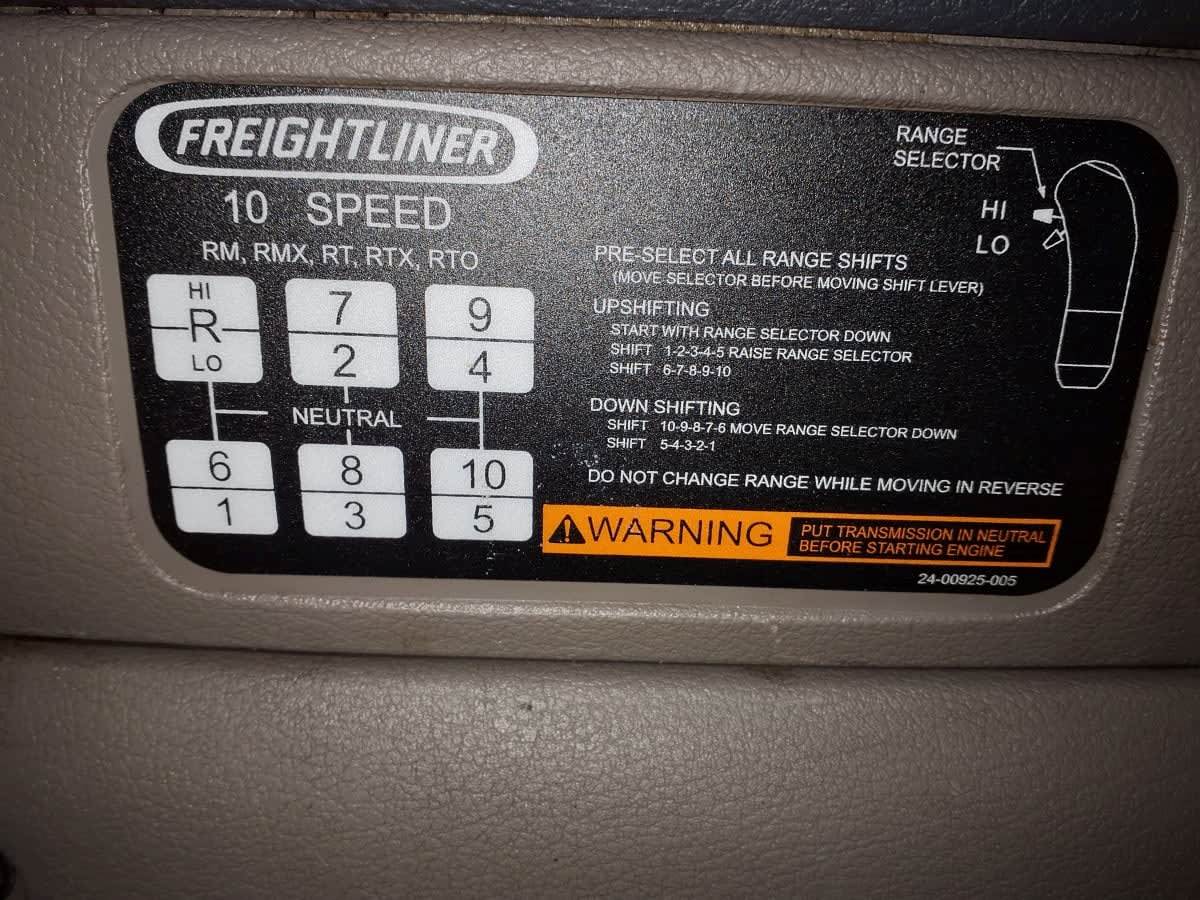 FREIGHTLINER
10 SPEED
RM, RMX, RT, RTX, RTO
HI
R
LO
7
2
9
4
NEUTRAL
6
1
8
3
10
5
RANGE
SELECTOR
HI
LO
PRE-SELECT ALL RANGE SHIFTS
(MOVE SELECTOR BEFORE MOVING SHIFT LEVER)
UPSHIFTING
START WITH RANGE SELECTOR DOWN
SHIFT 1-2-3-4-5 RAISE RANGE SELECTOR
SHIFT 6-7-8-9-10
DOWN SHIFTING
SHIFT 10-9-8-7-6 MOVE RANGE SELECTOR DOWN
SHIFT 5-4-3-2-1
DO NOT CHANGE RANGE WHILE MOVING IN REVERSE
WARNING
PUT TRANSMISSION IN NEUTRAL
BEFORE STARTING ENGINE
24-00925-005